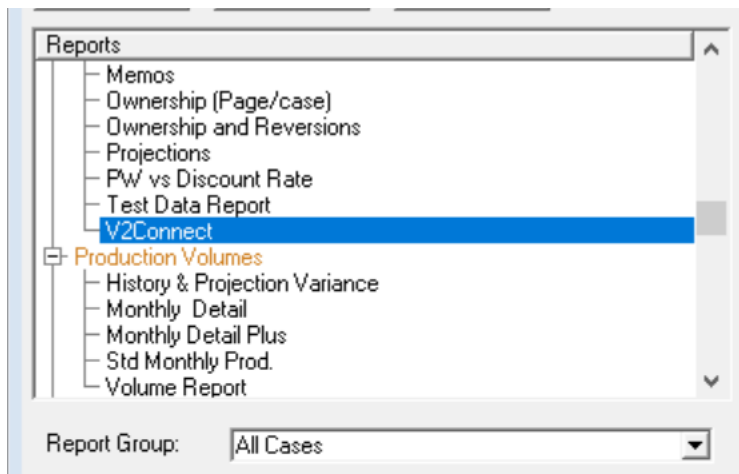 Reports
Memos
Ownership (Page/case)
Ownership and Reversions
Projections
PW vs Discount Rate
Test Data Report
V2Connect
Production Volumes
History & Projection Variance
Monthly  Detail
Monthly Detail Plus
Std Monthly Prod.
Volume Report
Report Group: All Cases